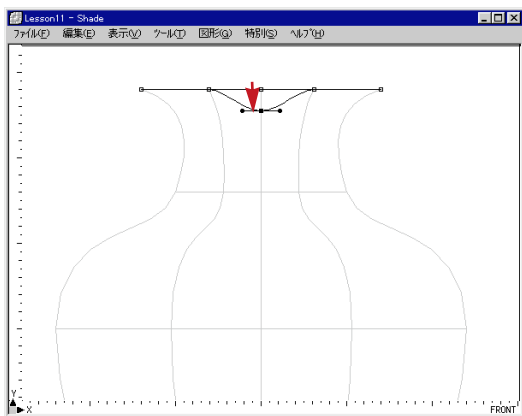 Lesson11 - Shade
ファイル(F) 編集(E) 表示(V) ツール(T) 図形(G) 特別(S) ヘルプ(H)
Y
X
FRONT